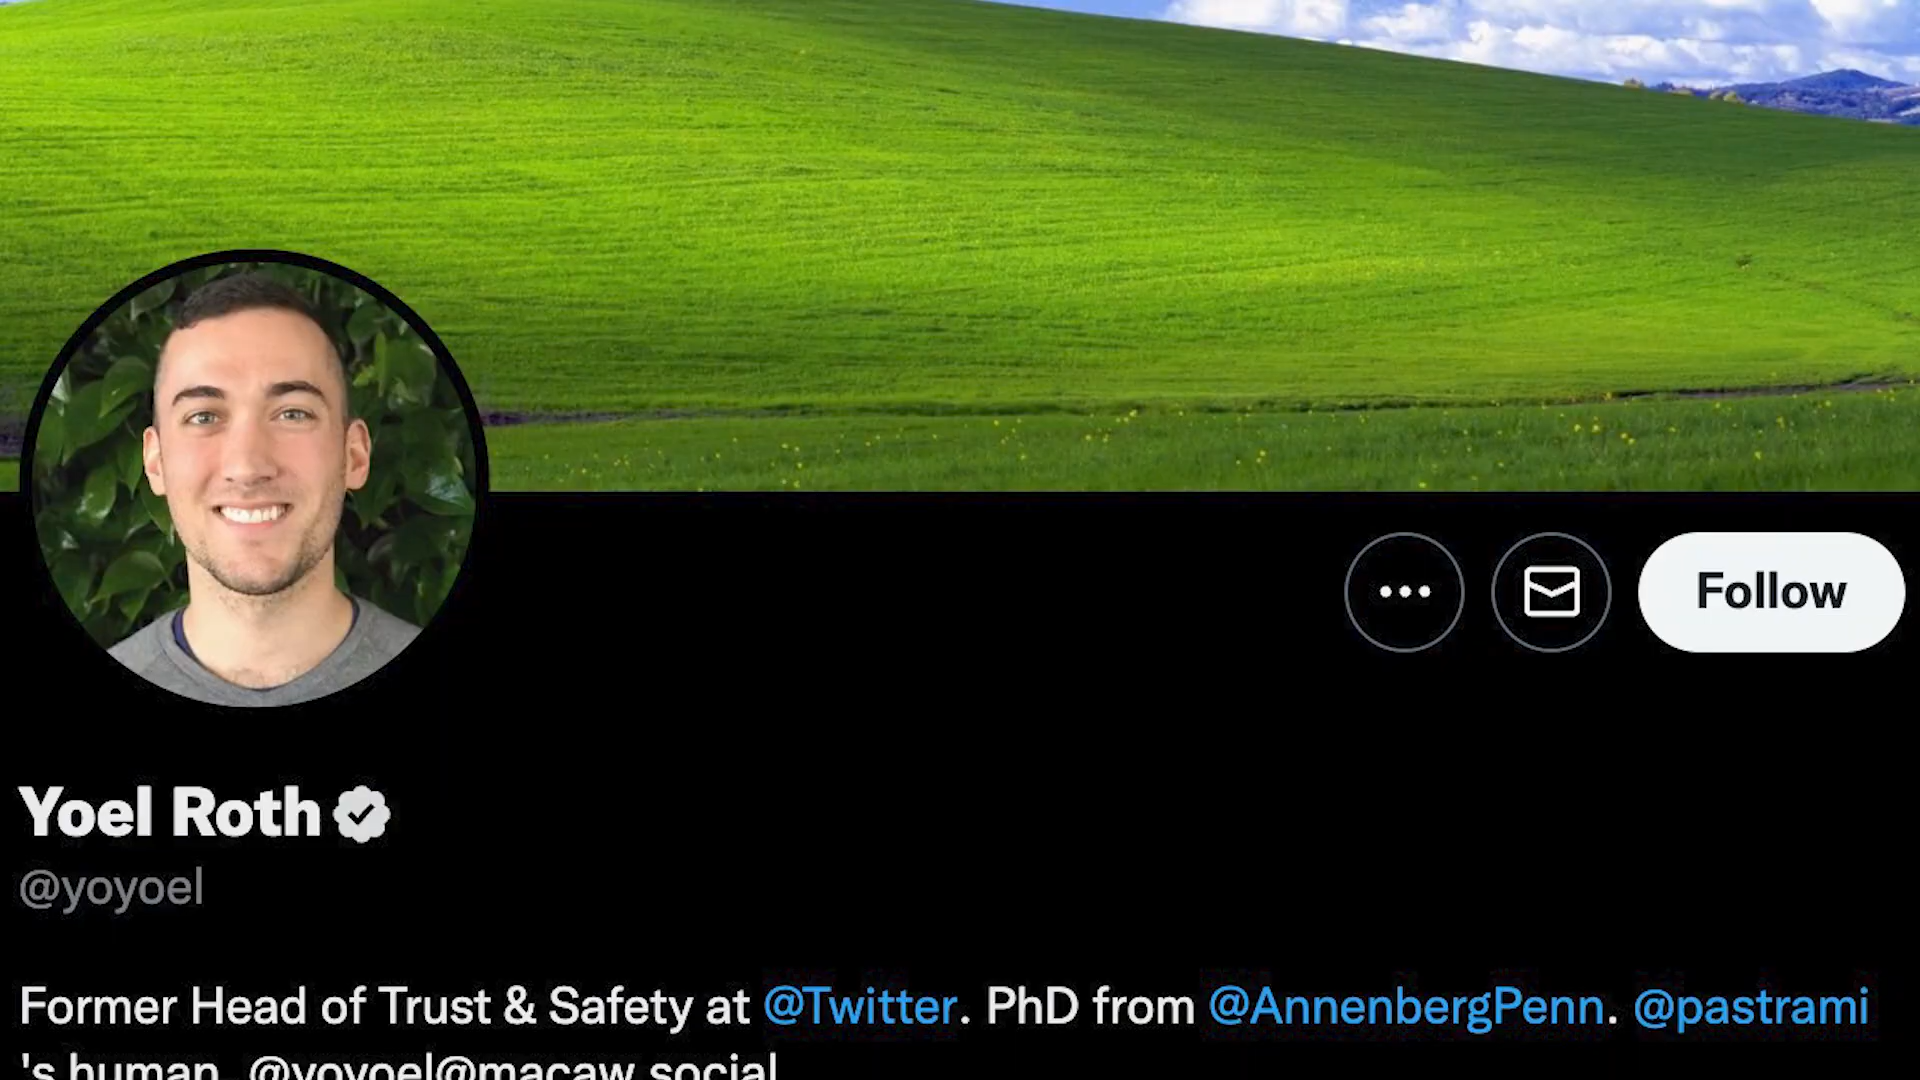 Follow
Yoel Roth
@yoyoel
Former Head of Trust & Safety at @Twitter. PhD from @AnnenbergPenn. @pastrami
's human. @yoyoel@macaw.social